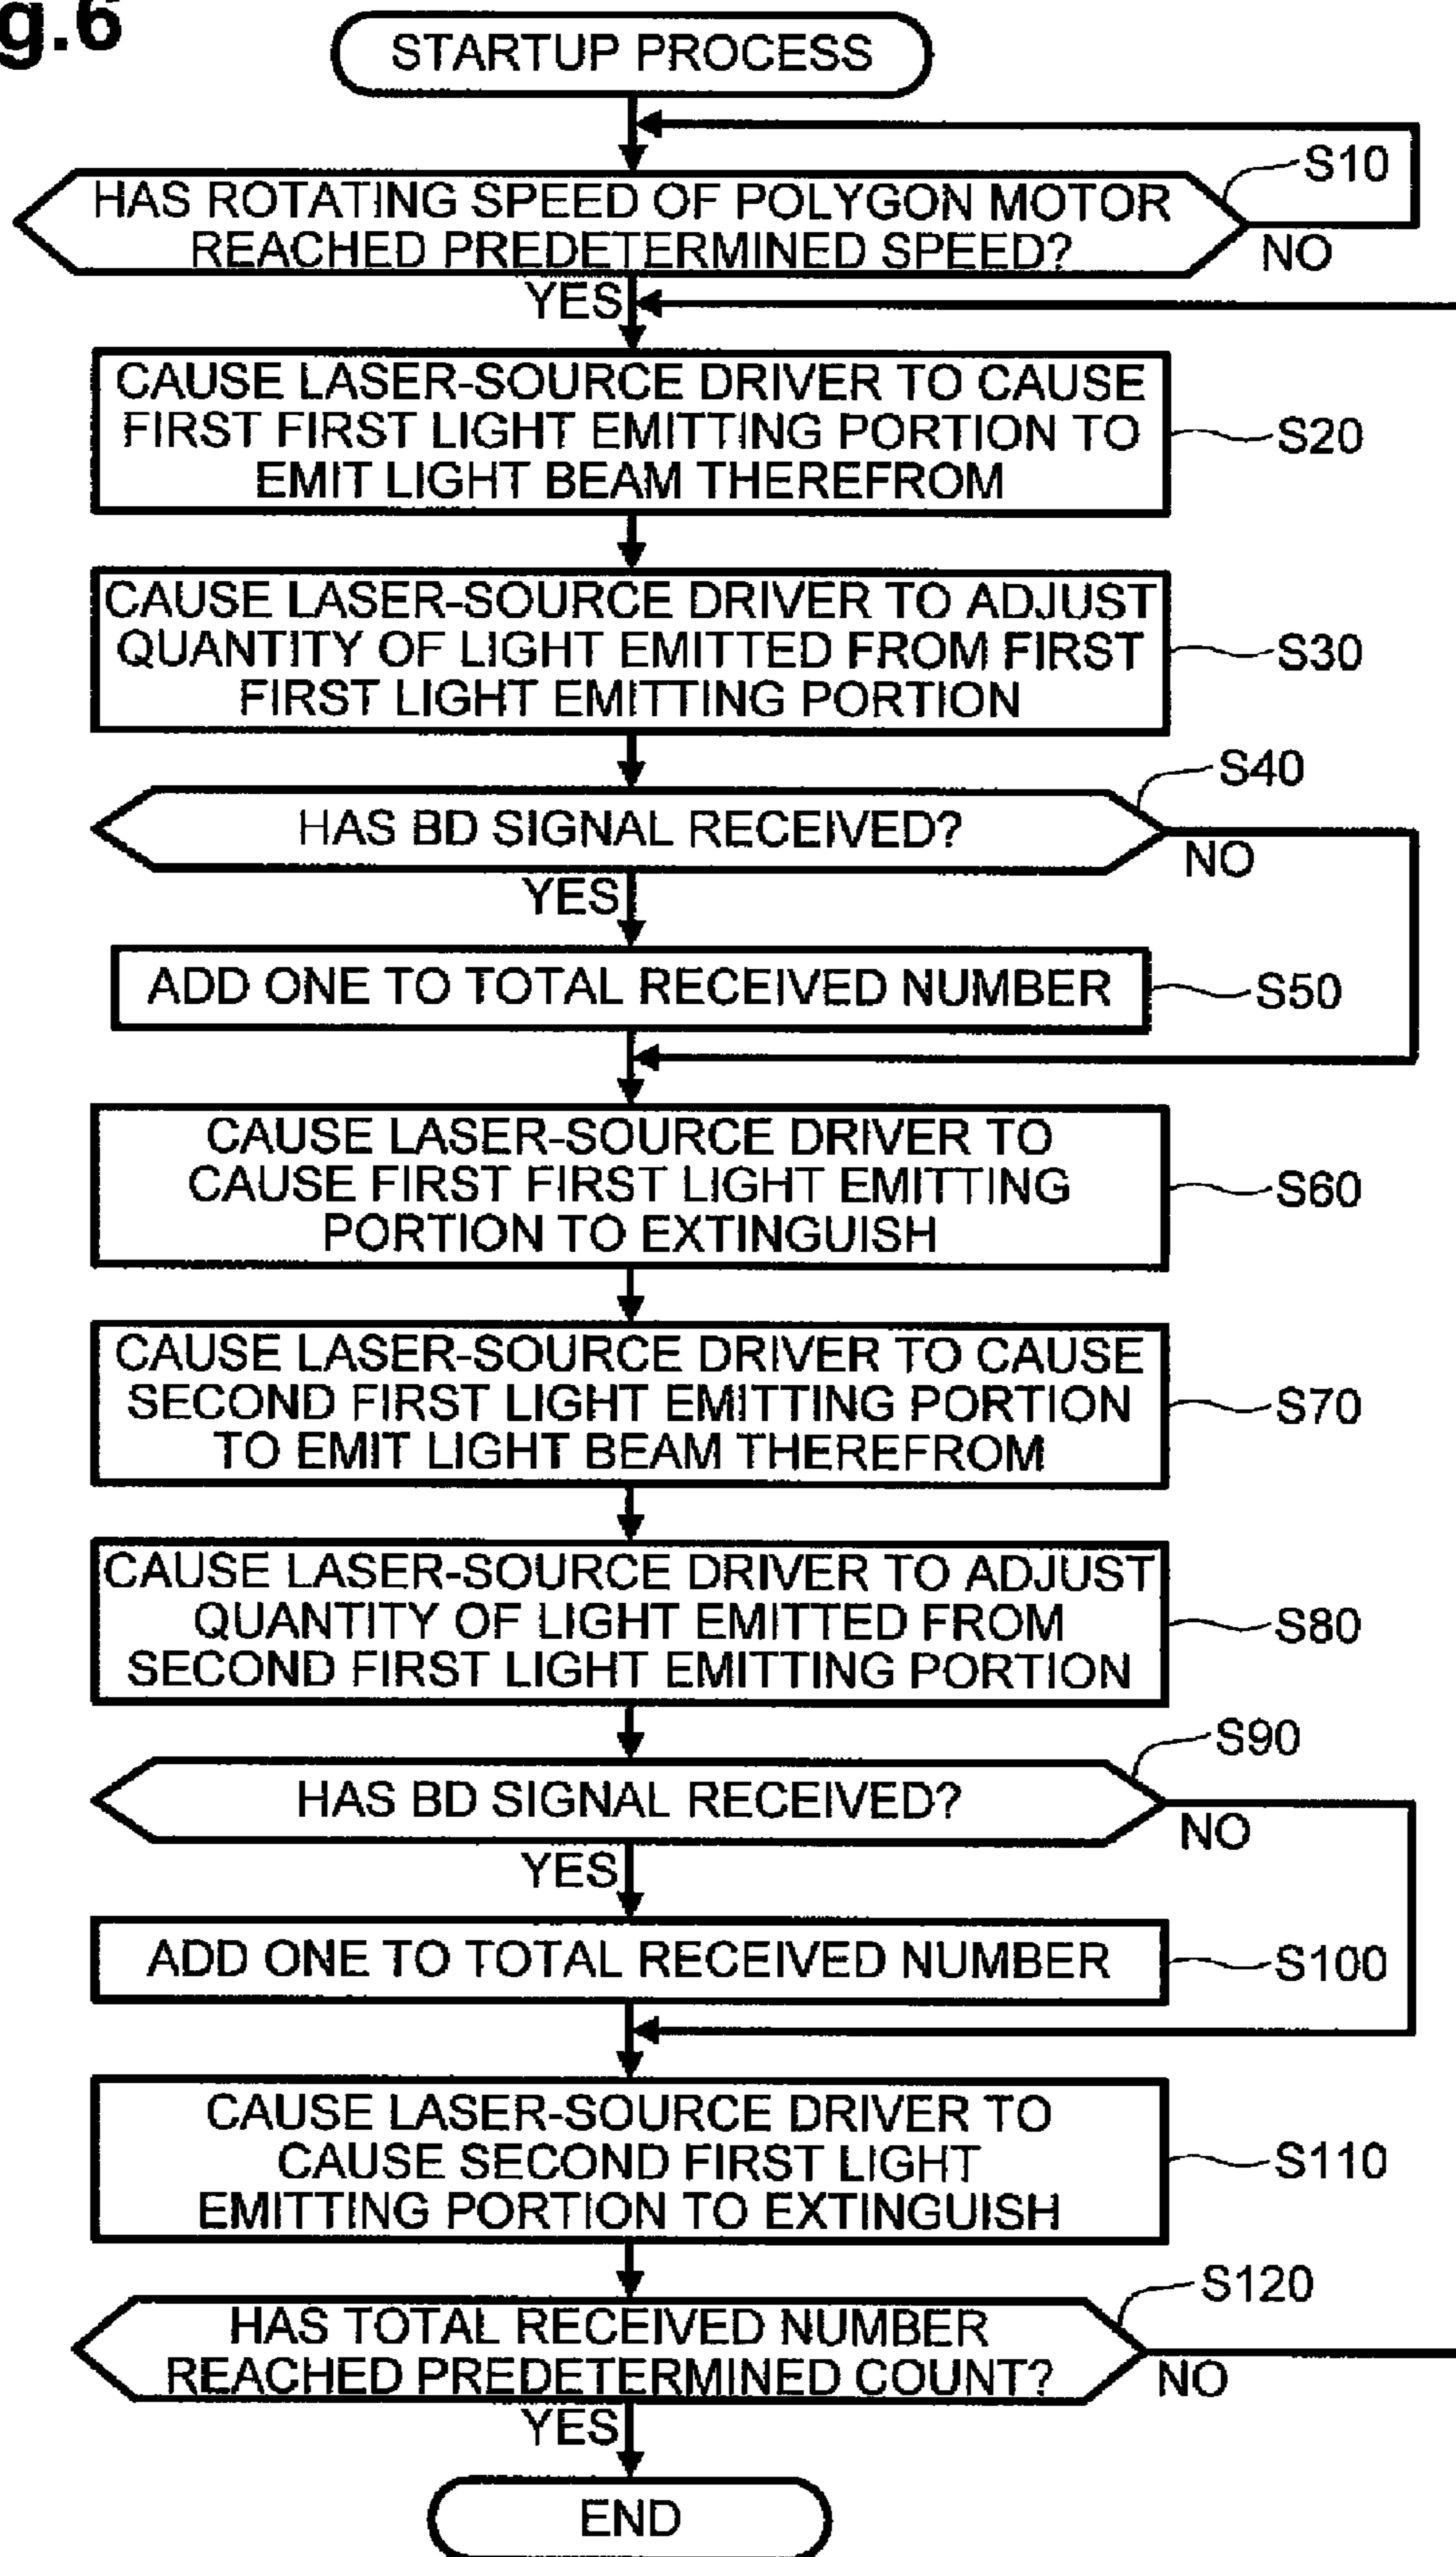 g.6
STARTUP PROCESS
S10
HAS ROTATING SPEED OF POLYGON MOTOR
REACHED PREDETERMINED SPEED?
NO
YES
CAUSE LASER-SOURCE DRIVER TO CAUSE
FIRST FIRST LIGHT EMITTING PORTION TO
EMIT LIGHT BEAM THEREFROM
S20
CAUSE LASER-SOURCE DRIVER TO ADJUST
QUANTITY OF LIGHT EMITTED FROM FIRST
FIRST LIGHT EMITTING PORTION
S30
S40
HAS BD SIGNAL RECEIVED?
NO
YES
ADD ONE TO TOTAL RECEIVED NUMBER
S50
CAUSE LASER-SOURCE DRIVER TO
CAUSE FIRST FIRST LIGHT EMITTING
PORTION TO EXTINGUISH
S60
CAUSE LASER-SOURCE DRIVER TO CAUSE
SECOND FIRST LIGHT EMITTING PORTION
TO EMIT LIGHT BEAM THEREFROM
S70
CAUSE LASER-SOURCE DRIVER TO ADJUST
QUANTITY OF LIGHT EMITTED FROM
SECOND FIRST LIGHT EMITTING PORTION
S80
S90
HAS BD SIGNAL RECEIVED?
NO
YES
ADD ONE TO TOTAL RECEIVED NUMBER
S100
CAUSE LASER-SOURCE DRIVER TO
CAUSE SECOND FIRST LIGHT
EMITTING PORTION TO EXTINGUISH
S110
S120
HAS TOTAL RECEIVED NUMBER
REACHED PREDETERMINED COUNT?
NO
YES
END